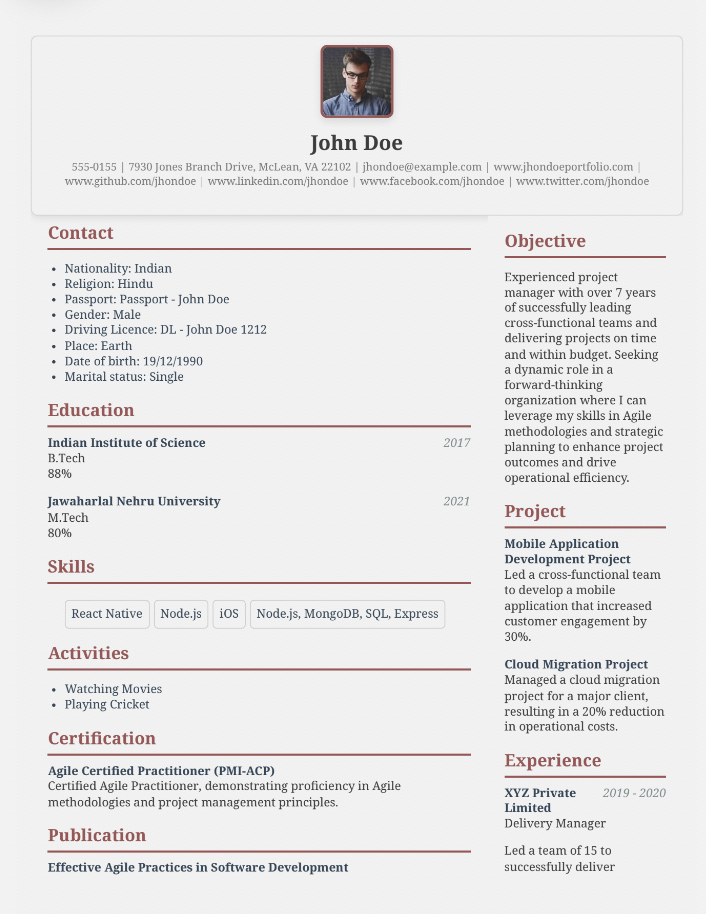 John Doe
555-0155 | 7930 Jones Branch Drive, McLean, VA 22102 | jhondoe@example.com | www.jhondoeportfolio.com |
www.github.com/jhondoe | www.linkedin.com/jhondoe | www.facebook.com/jhondoe | www.twitter.com/jhondoe
Contact
• Nationality: Indian
• Religion: Hindu
• Passport: Passport - John Doe
• Gender: Male
• Driving Licence: DL - John Doe 1212
• Place: Earth
• Date of birth: 19/12/1990
• Marital status: Single
Education
Indian Institute of Science 2017
B.Tech
88%
Jawaharlal Nehru University 2021
M.Tech
80%
Skills
React Native Node.js iOS Node.js, MongoDB, SQL, Express
Activities
• Watching Movies
• Playing Cricket
Certification
Agile Certified Practitioner (PMI-ACP)
Certified Agile Practitioner, demonstrating proficiency in Agile
methodologies and project management principles.
Publication
Effective Agile Practices in Software Development
Objective
Experienced project
manager with over 7 years
of successfully leading
cross-functional teams and
delivering projects on time
and within budget. Seeking
a dynamic role in a
forward-thinking
organization where I can
leverage my skills in Agile
methodologies and strategic
planning to enhance project
outcomes and drive
operational efficiency.
Project
Mobile Application
Development Project
Led a cross-functional team
to develop a mobile
application that increased
customer engagement by
30%.
Cloud Migration Project
Managed a cloud migration
project for a major client,
resulting in a 20% reduction
in operational costs.
Experience
XYZ Private 2019 - 2020
Limited
Delivery Manager
Led a team of 15 to
successfully deliver